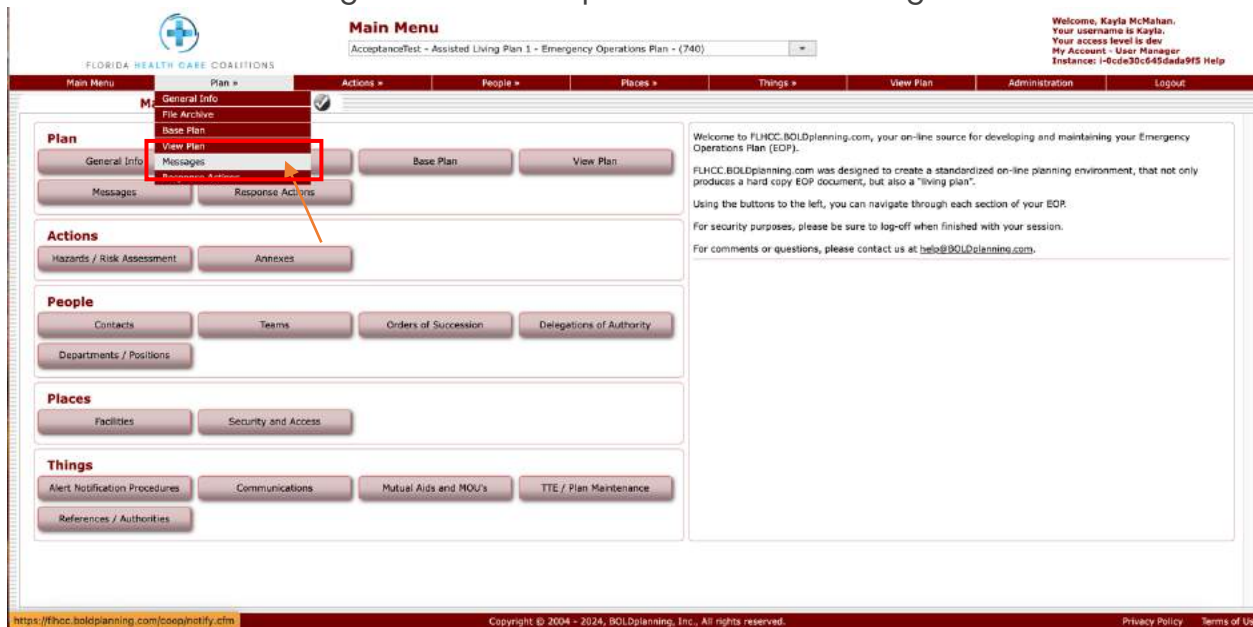 Main Menu
AcceptanceTest - Assisted Living Plan 1 - Emergency Operations Plan - (740)
Welcome, Kayla McMahan.
Your username is Kayla.
Your access level is dev
My Account - User Manager
Instance: i-0cde30c645dada9f5 Help
FLORIDA HEALTH CARE COALITIONS
Main Menu Plan » Actions » People » Places » Things » View Plan Administration Logout
General Info
File Archive
Base Plan
View Plan
Messages
Response Actions
Plan
General Info Base Plan View Plan
Messages Response Actions
Actions
Hazards / Risk Assessment Annexes
People
Contacts Teams Orders of Succession Delegations of Authority
Departments / Positions
Places
Facilities Security and Access
Things
Alert Notification Procedures Communications Mutual Aids and MOU's TTE / Plan Maintenance
References / Authorities
Welcome to FLHCC.BOLDplanning.com, your on-line source for developing and maintaining your Emergency
Operations Plan (EOP).
FLHCC.BOLDplanning.com was designed to create a standardized on-line planning environment, that not only
produces a hard copy EOP document, but also a "living plan".
Using the buttons to the left, you can navigate through each section of your EOP.
For security purposes, please be sure to log-off when finished with your session.
For comments or questions, please contact us at help@BOLDplanning.com.
https://flhcc.boldplanning.com/coop/notify.cfm
Copyright © 2004 - 2024, BOLDplanning, Inc., All rights reserved.
Privacy Policy Terms of Us